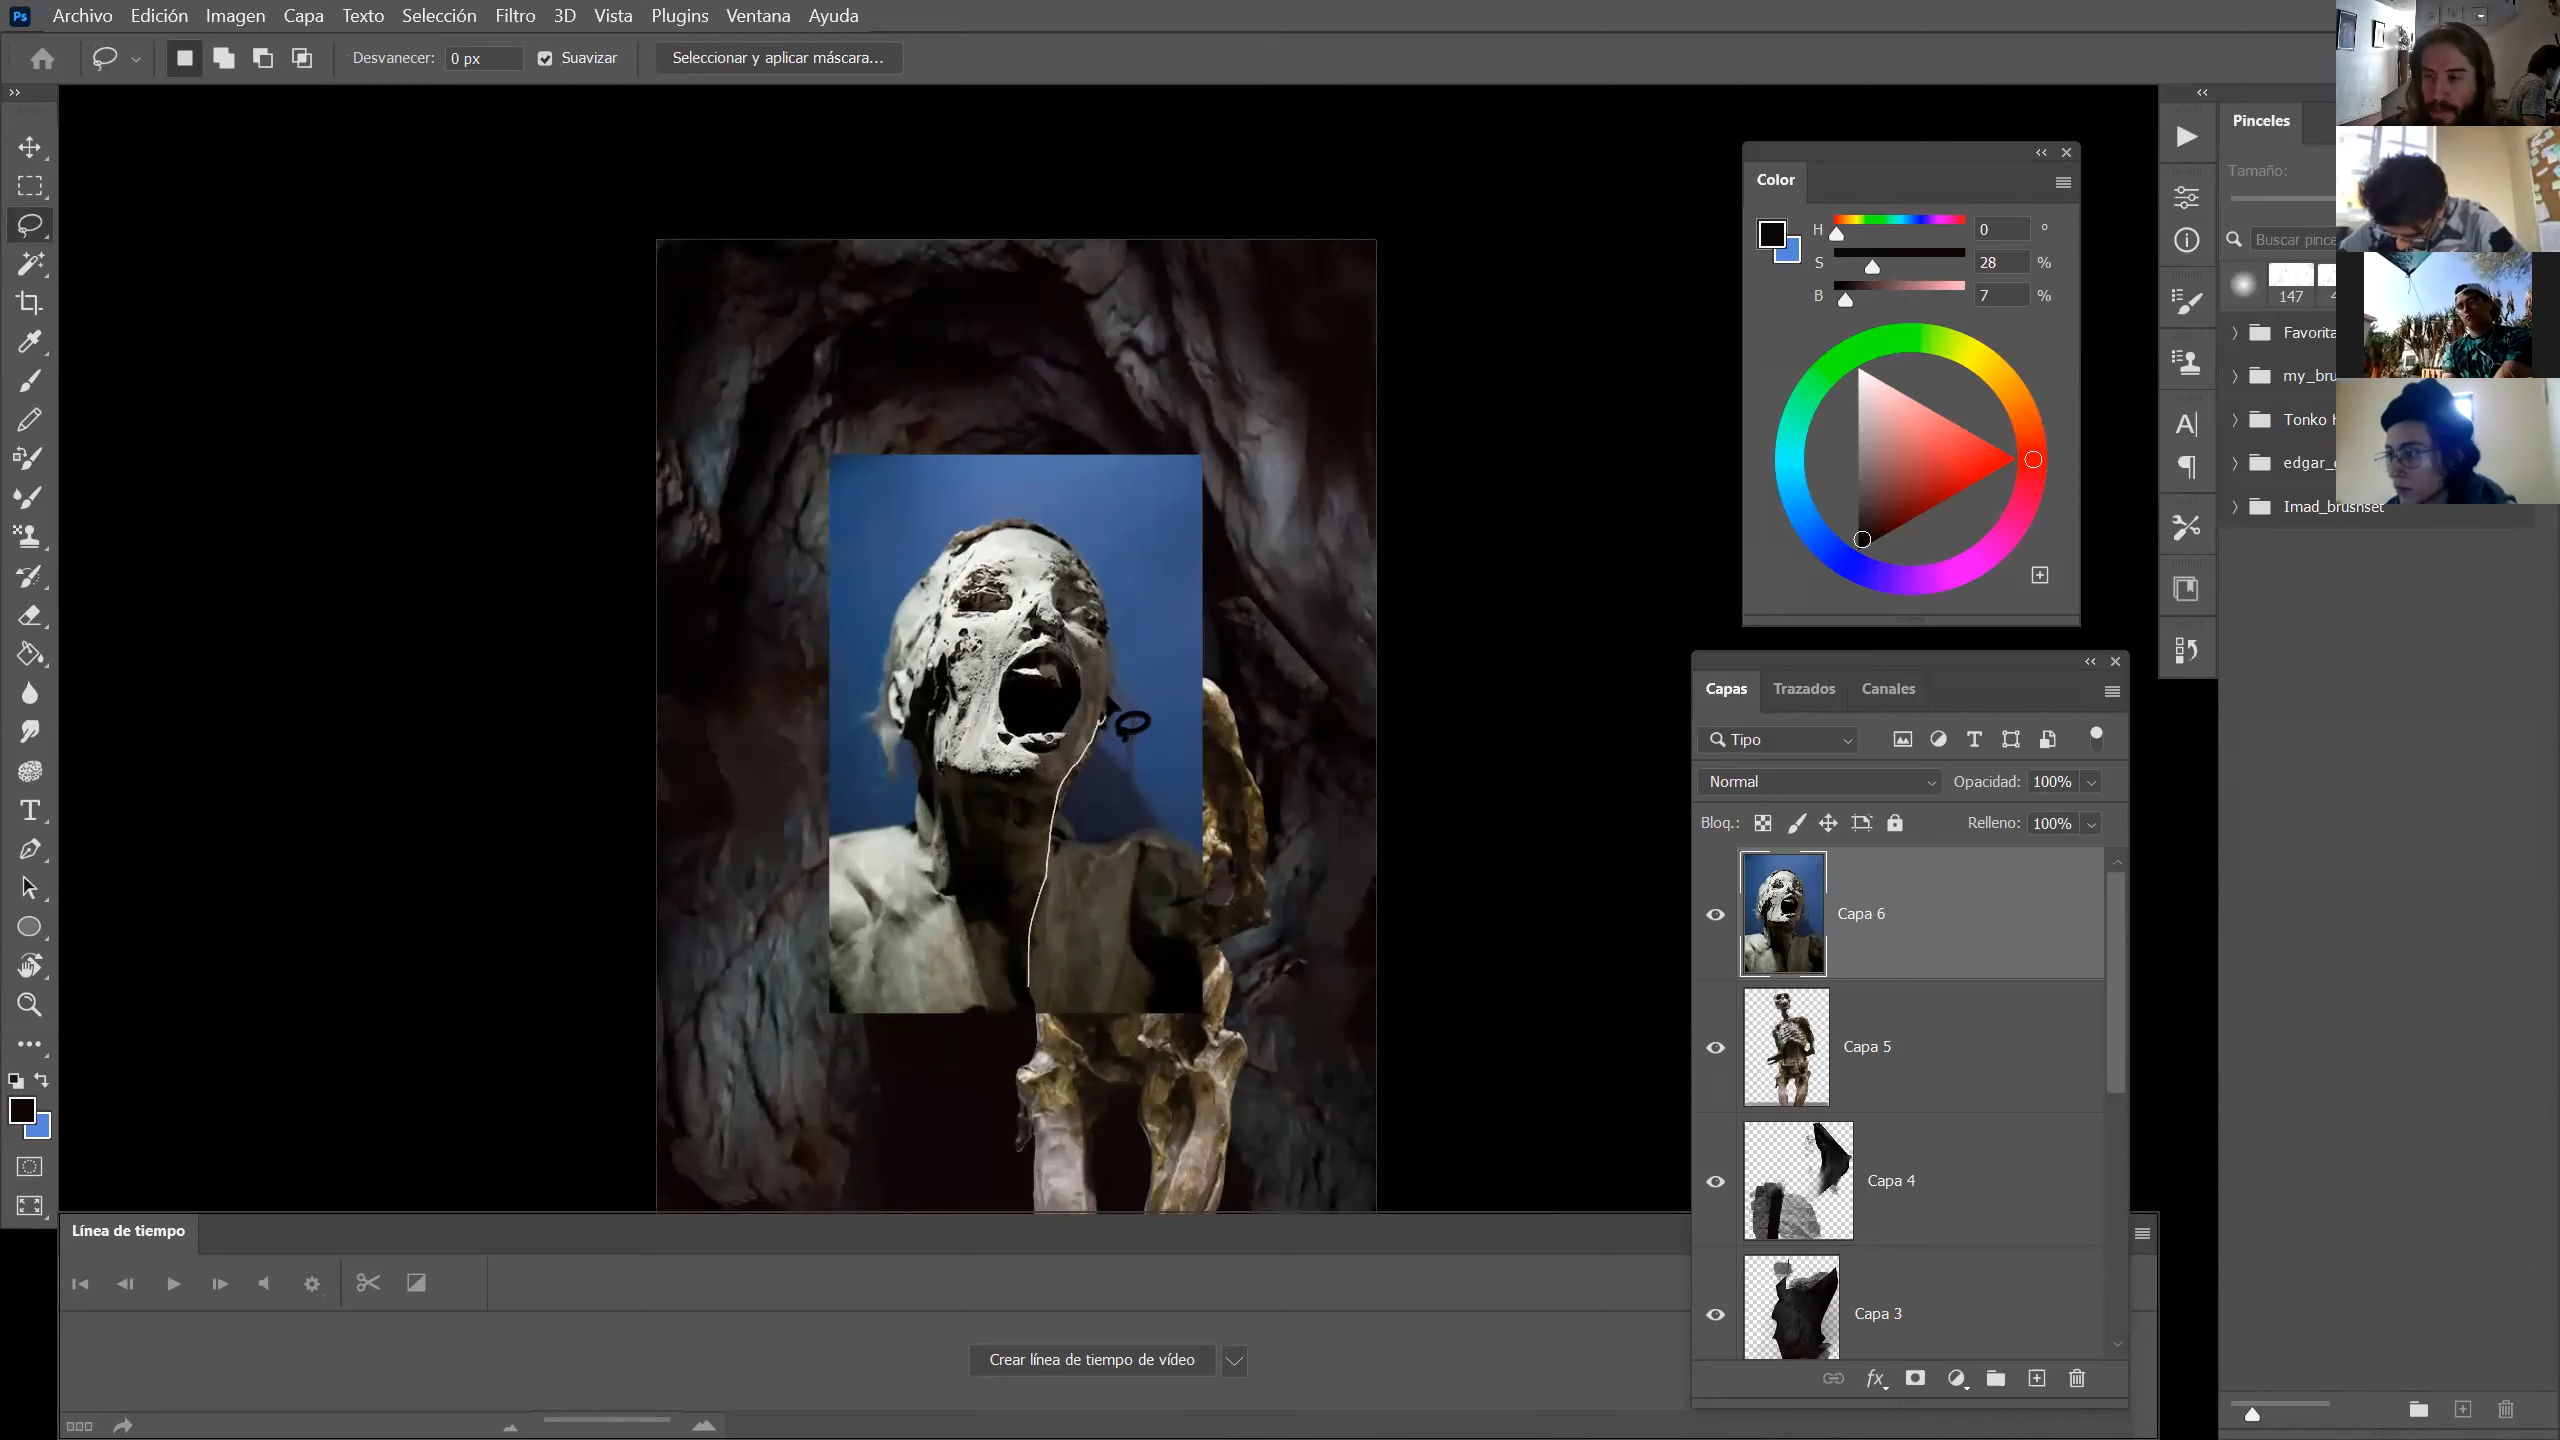 Ps Archivo Edición Imagen Capa Texto Selección Filtro 3D Vista Plugins Ventana Ayuda
Desvanecer: 0 px Suavizar Seleccionar y aplicar máscara...
Pinceles
Tamaño:
Buscar pince
147
Favorita
my_bru
Tonko H
edgar_
Imad_brushset
Color
H 0 °
S 28 %
B 7 %
Capas Trazados Canales
Tipo
Normal Opacidad: 100%
Bloq.: Relleno: 100%
Capa 6
Capa 5
Capa 4
Capa 3
fx
Línea de tiempo
Crear línea de tiempo de vídeo